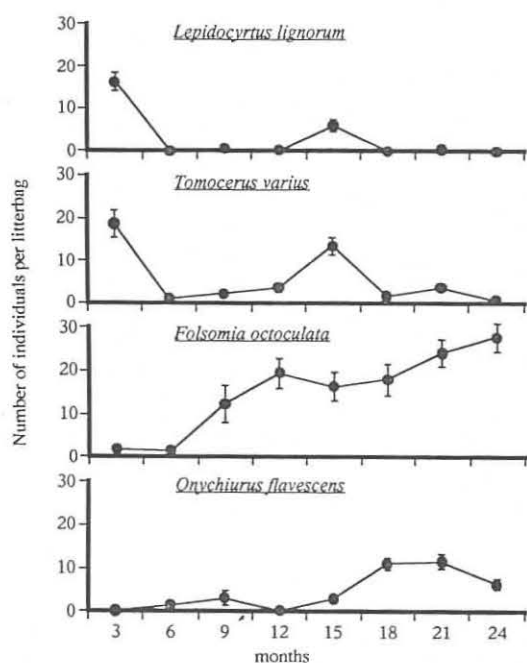 Number of individuals per litterbag
Lepidocyrtus lignorum
30
20
10
0
Tomocerus varius
30
20
10
0
Folsomia octoculata
30
20
10
0
Onychiurus flavescens
30
20
10
0
3 6 9 12 15 18 21 24
months